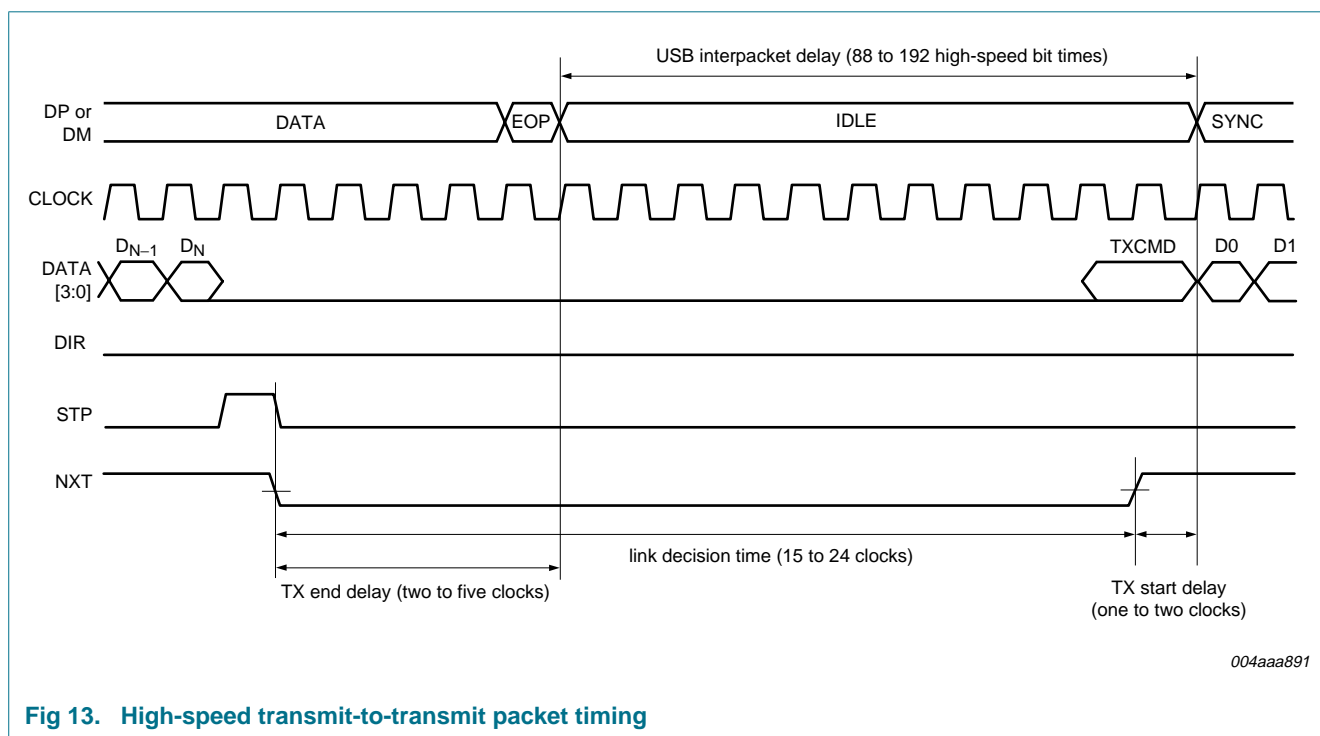 USB interpacket delay (88 to 192 high-speed bit times)
DP or
DM
DATA
EOP
IDLE
SYNC
CLOCK
DN−1
DN
TXCMD
D0
D1
DATA
[3:0]
DIR
STP
NXT
link decision time (15 to 24 clocks)
TX end delay (two to five clocks)
TX start delay
(one to two clocks)
004aaa891
Fig 13. High-speed transmit-to-transmit packet timing